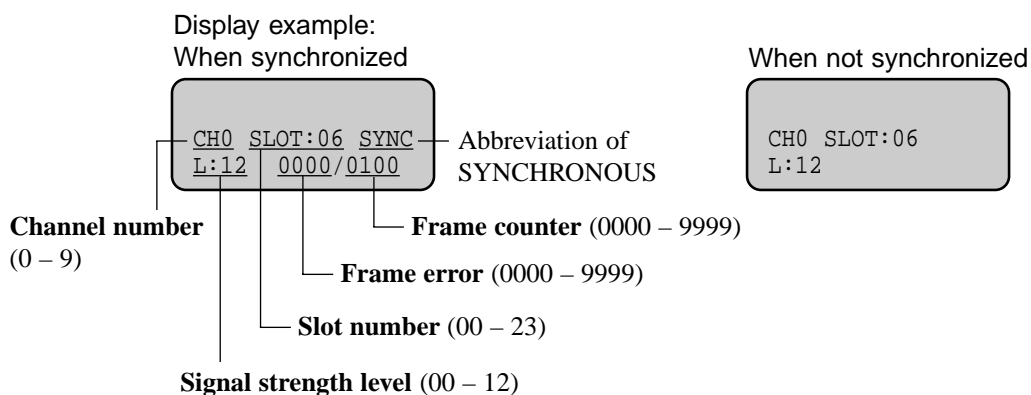 Display example:
When synchronized
When not synchronized
CH0 SLOT:06 SYNC
L:12 0000/0100
Abbreviation of
SYNCHRONOUS
CH0 SLOT:06
L:12
Channel number
(0 – 9)
Frame counter (0000 – 9999)
Frame error (0000 – 9999)
Slot number (00 – 23)
Signal strength level (00 – 12)